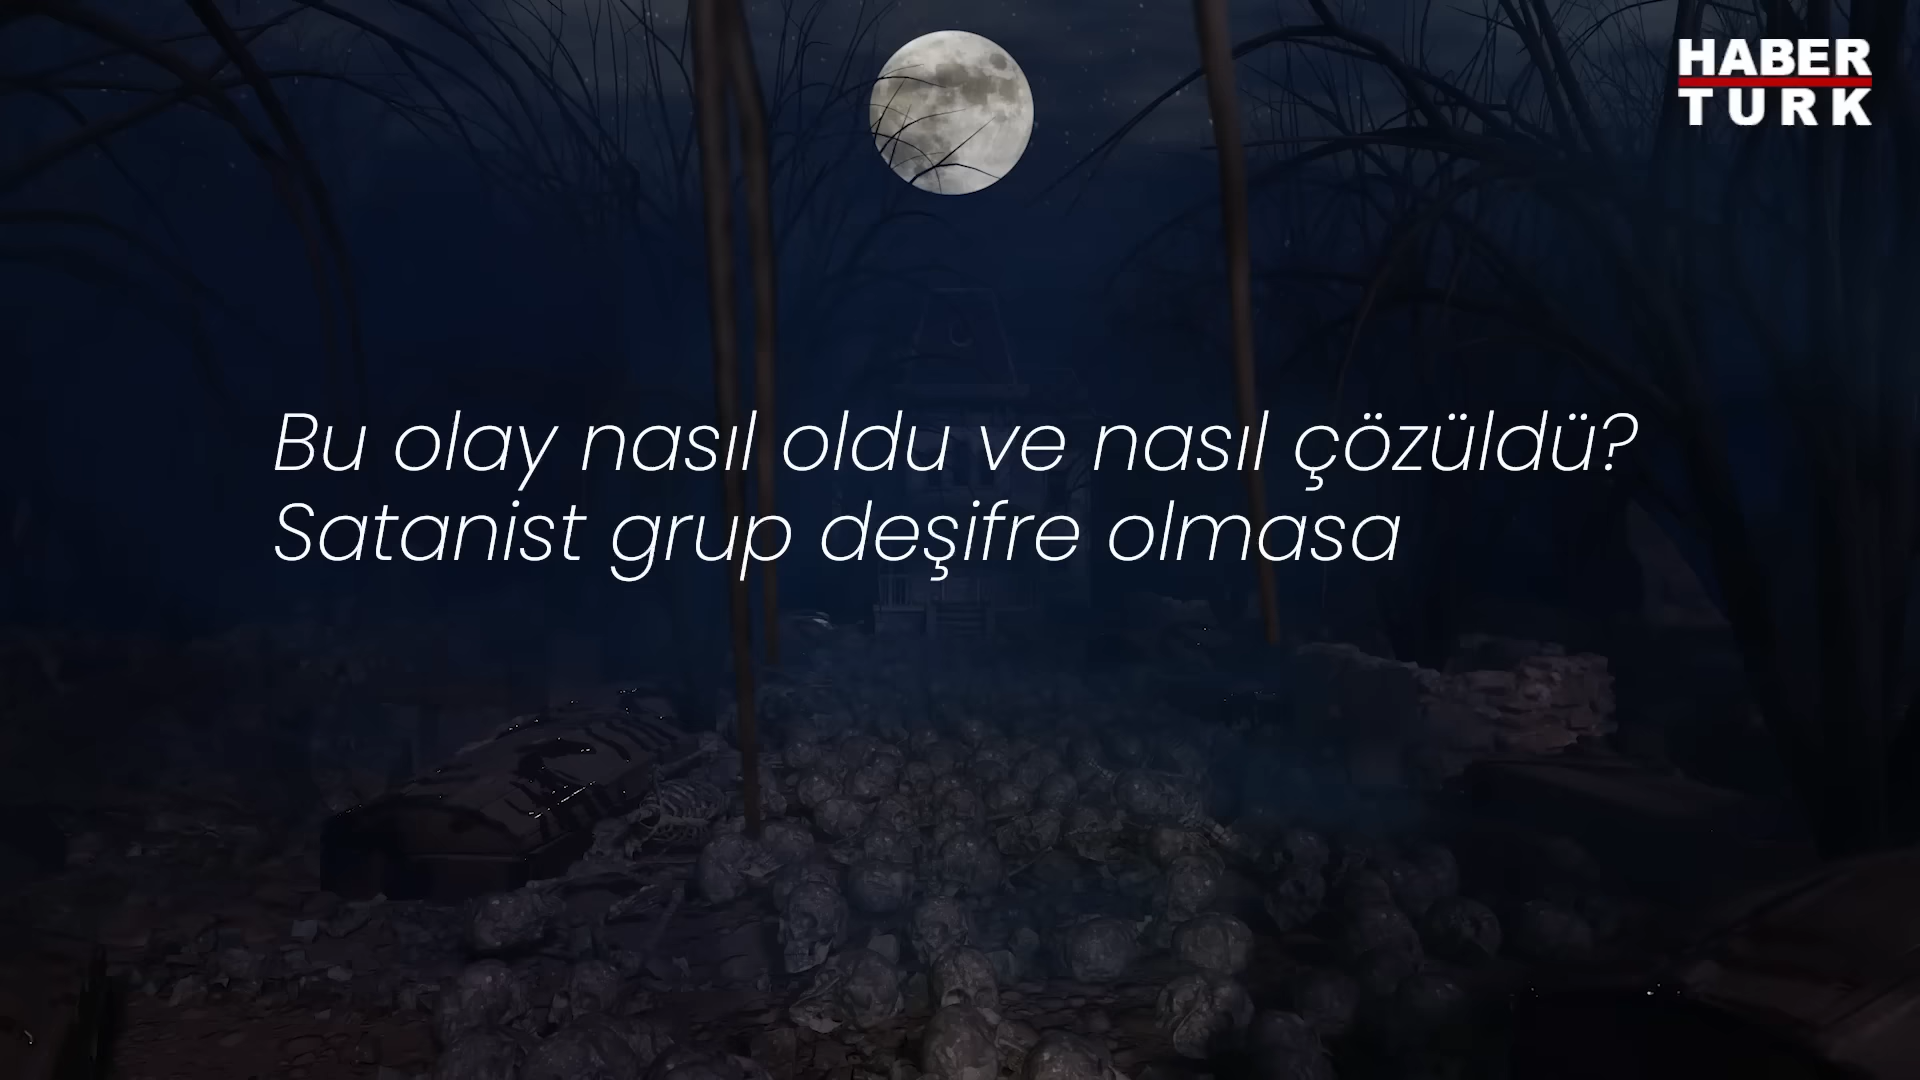 HABER
TURK
Bu olay nasıl oldu ve nasıl çözüldü?
Satanist grup deşifre olmasa